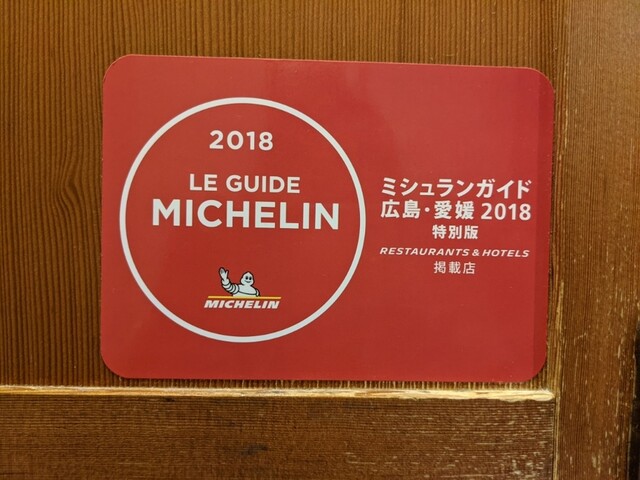 2018
LE GUIDE
MICHELIN
MICHELIN
ミシュランガイド
広島・愛媛 2018
特別版
RESTAURANTS & HOTELS
掲載店